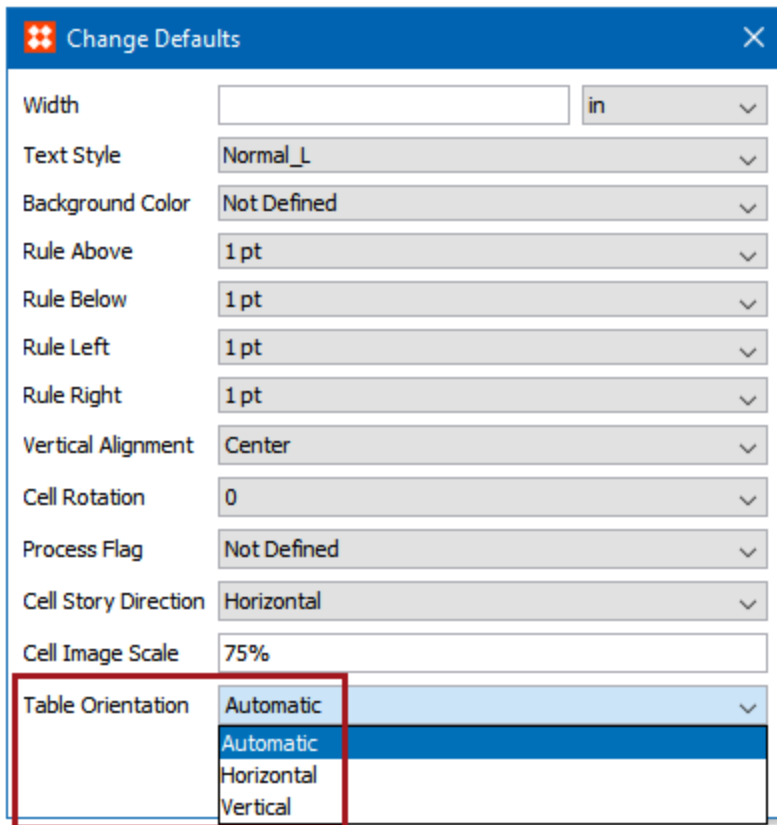 Change Defaults
Width in
Text Style Normal_L
Background Color Not Defined
Rule Above 1 pt
Rule Below 1 pt
Rule Left 1 pt
Rule Right 1 pt
Vertical Alignment Center
Cell Rotation 0
Process Flag Not Defined
Cell Story Direction Horizontal
Cell Image Scale 75%
Table Orientation Automatic
Automatic
Horizontal
Vertical